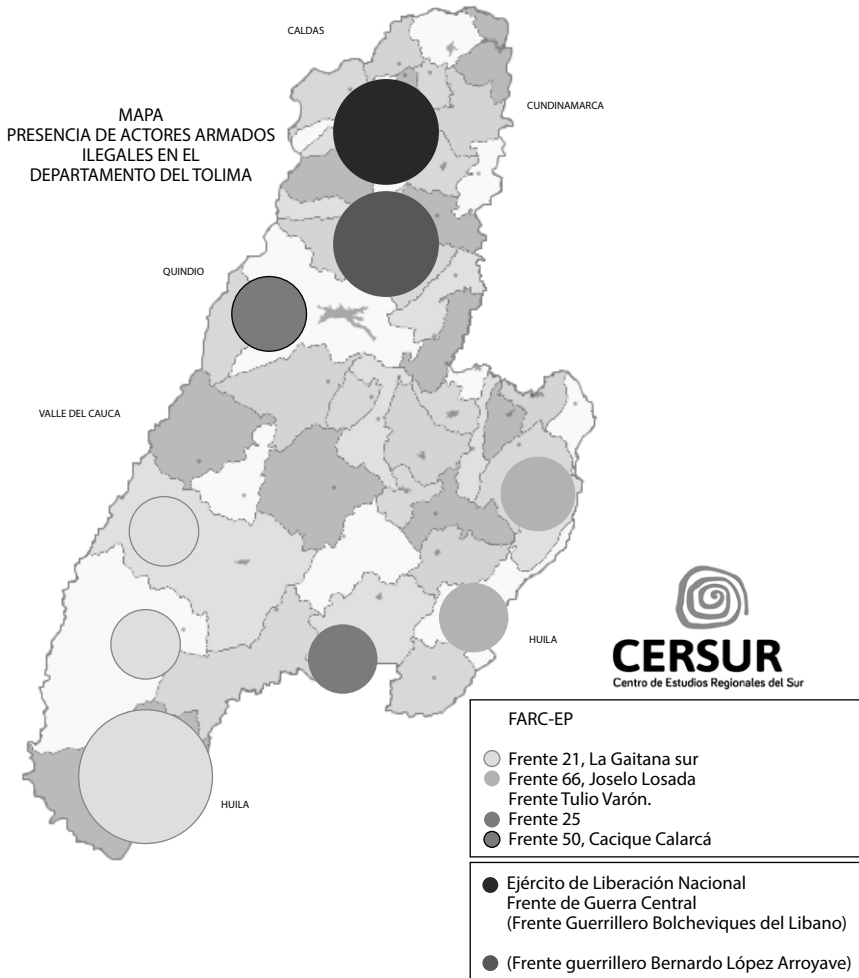 CALDAS
MAPA
PRESENCIA DE ACTORES ARMADOS
ILEGALES EN EL
DEPARTAMENTO DEL TOLIMA
CUNDINAMARCA
QUINDIO
VALLE DEL CAUCA
HUILA
HUILA
CERSUR
Centro de Estudios Regionales del Sur
FARC-EP
Frente 21, La Gaitana sur
Frente 66, Joselo Losada
Frente Tulio Varón.
Frente 25
Frente 50, Cacique Calarcá
Ejército de Liberación Nacional
Frente de Guerra Central
(Frente Guerrillero Bolcheviques del Libano)
(Frente guerrillero Bernardo López Arroyave)